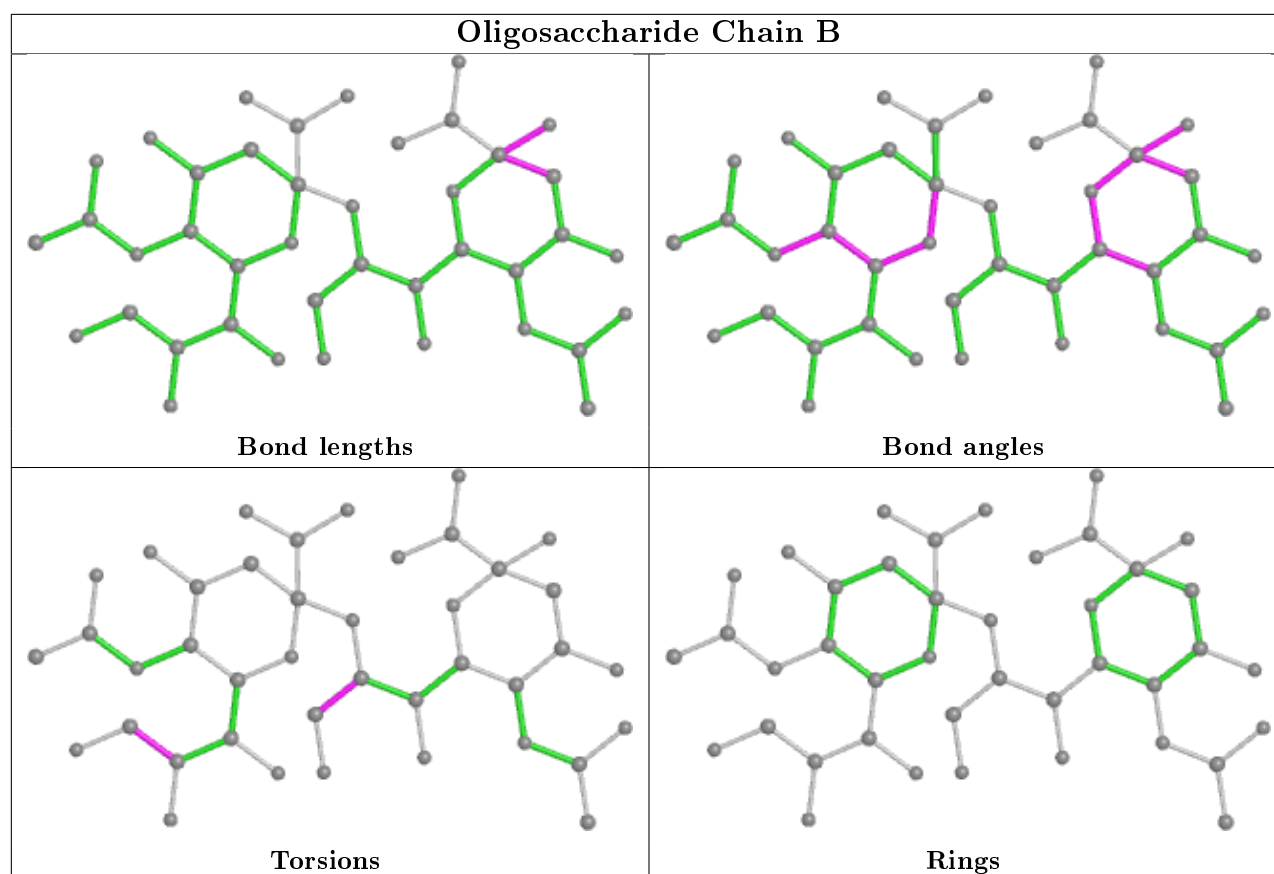 Oligosaccharide Chain B
Bond lengths
Bond angles
Torsions
Rings